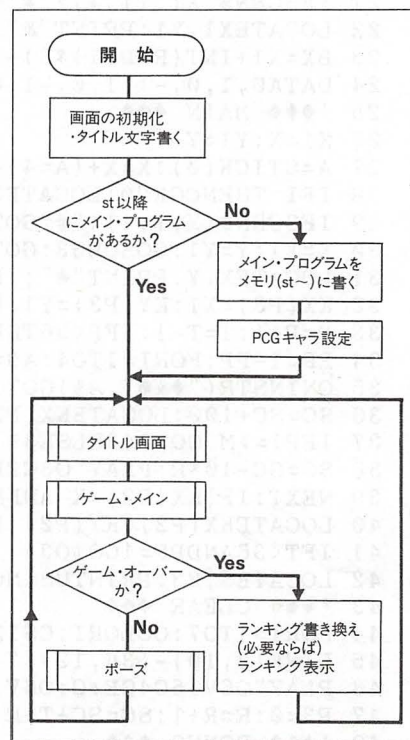 開始
画面の初期化
・タイトル文字書く
st以降
にメイン・プログラム
があるか?
No
Yes
メイン・プログラムを
メモリ(st～)に書く
PCGキャラ設定
タイトル画面
ゲーム・メイン
ゲーム・オーバー
か?
Yes
No
ランキング書き換え
(必要ならば)
ランキング表示
ポーズ